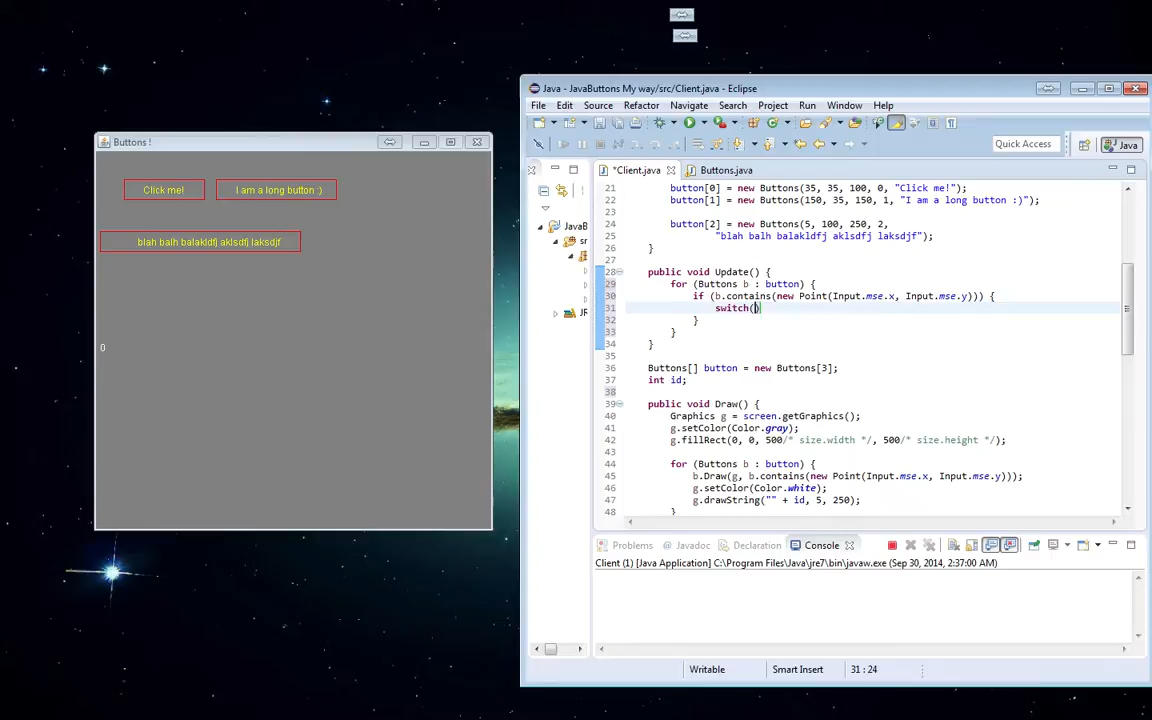 Java - JavaButtons My way/src/Client.java - Eclipse
File Edit Source Refactor Navigate Search Project Run Window Help
Quick Access
Java
Buttons !
Click me!
I am a long button :)
blah balh balakldfj aklsdfj laksdjf
0
*Client.java
Buttons.java
JavaB
sr
JR
21 button[0] = new Buttons(35, 35, 100, 0, "Click me!");
22 button[1] = new Buttons(150, 35, 150, 1, "I am a long button :)");
23
24 button[2] = new Buttons(5, 100, 250, 2,
25 "blah balh balakldfj aklsdfj laksdjf");
26 }
27
28 public void Update() {
29 for (Buttons b : button) {
30 if (b.contains(new Point(Input.mse.x, Input.mse.y))) {
31 switch()
32 }
33 }
34 }
35
36 Buttons[] button = new Buttons[3];
37 int id;
38
39 public void Draw() {
40 Graphics g = screen.getGraphics();
41 g.setColor(Color.gray);
42 g.fillRect(0, 0, 500/* size.width */, 500/* size.height */);
43
44 for (Buttons b : button) {
45 b.Draw(g, b.contains(new Point(Input.mse.x, Input.mse.y)));
46 g.setColor(Color.white);
47 g.drawString("" + id, 5, 250);
48 }
Problems @ Javadoc Declaration Console
Client (1) [Java Application] C:\Program Files\Java\jre7\bin\javaw.exe (Sep 30, 2014, 2:37:00 AM)
Writable Smart Insert 31 : 24